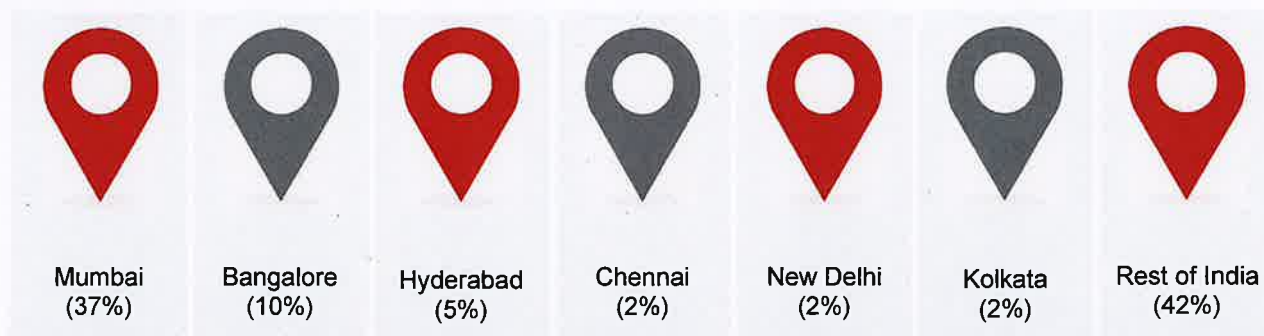 Mumbai
(37%)
Bangalore
(10%)
Hyderabad
(5%)
Chennai
(2%)
New Delhi
(2%)
Kolkata
(2%)
Rest of India
(42%)